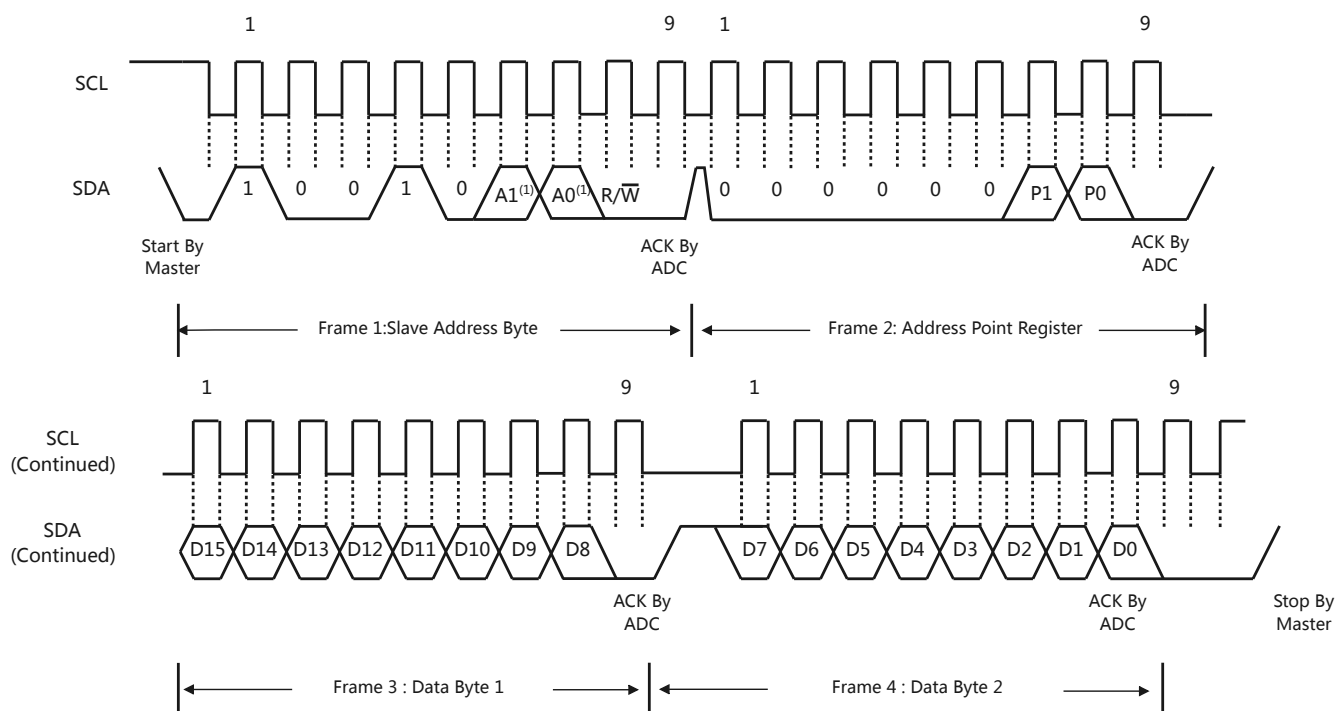 1 9 1 9
SCL
SDA
1 0 0 1 0 A1(1) A0(1) R/W̅ 0 0 0 0 0 0 P1 P0
Start By
Master
ACK By
ADC
ACK By
ADC
Frame 1:Slave Address Byte
Frame 2: Address Point Register
1 9 1 9
SCL
(Continued)
SDA
(Continued)
D15 D14 D13 D12 D11 D10 D9 D8 D7 D6 D5 D4 D3 D2 D1 D0
ACK By
ADC
ACK By
ADC
Stop By
Master
Frame 3 : Data Byte 1
Frame 4 : Data Byte 2